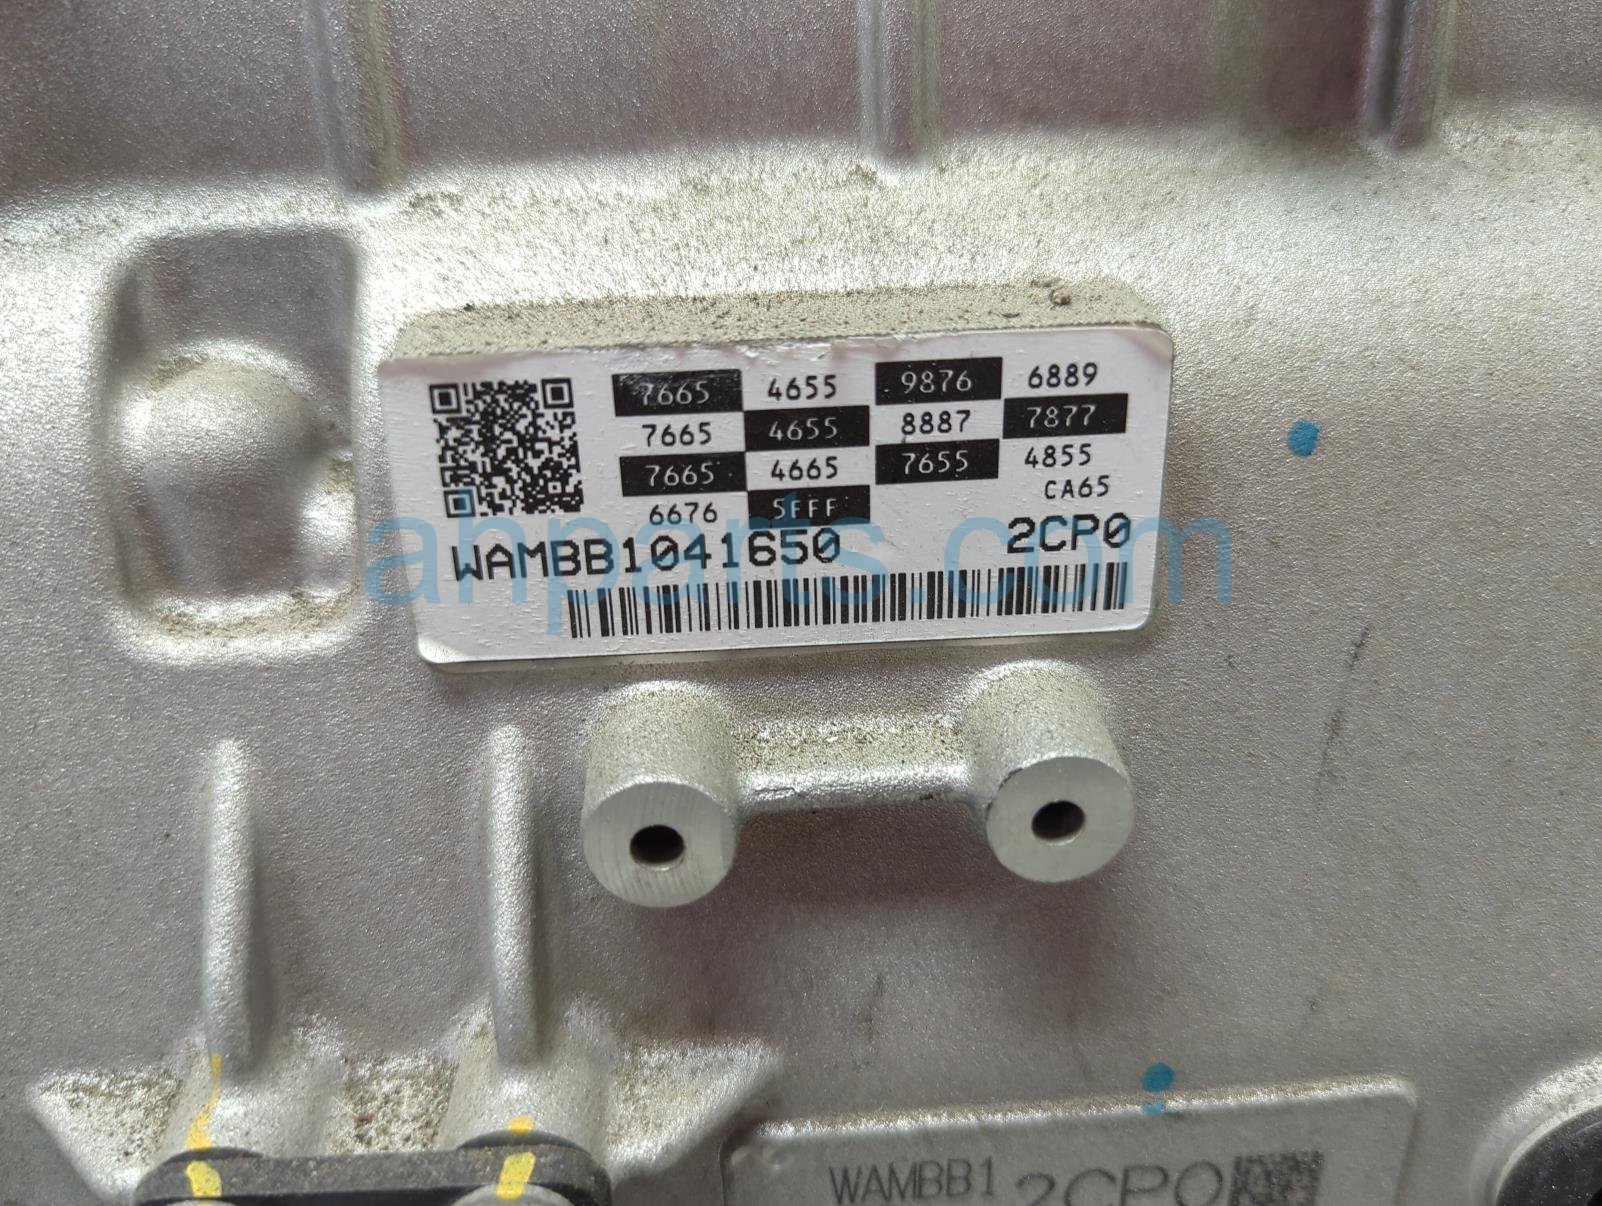 7665 4655 9876 6889
7665 4655 8887 7877
7665 4665 7655 4855
6676 5FFF CA65
WAMBB1041650 2CP0
ahparts.com
WAMBB1 2CP0